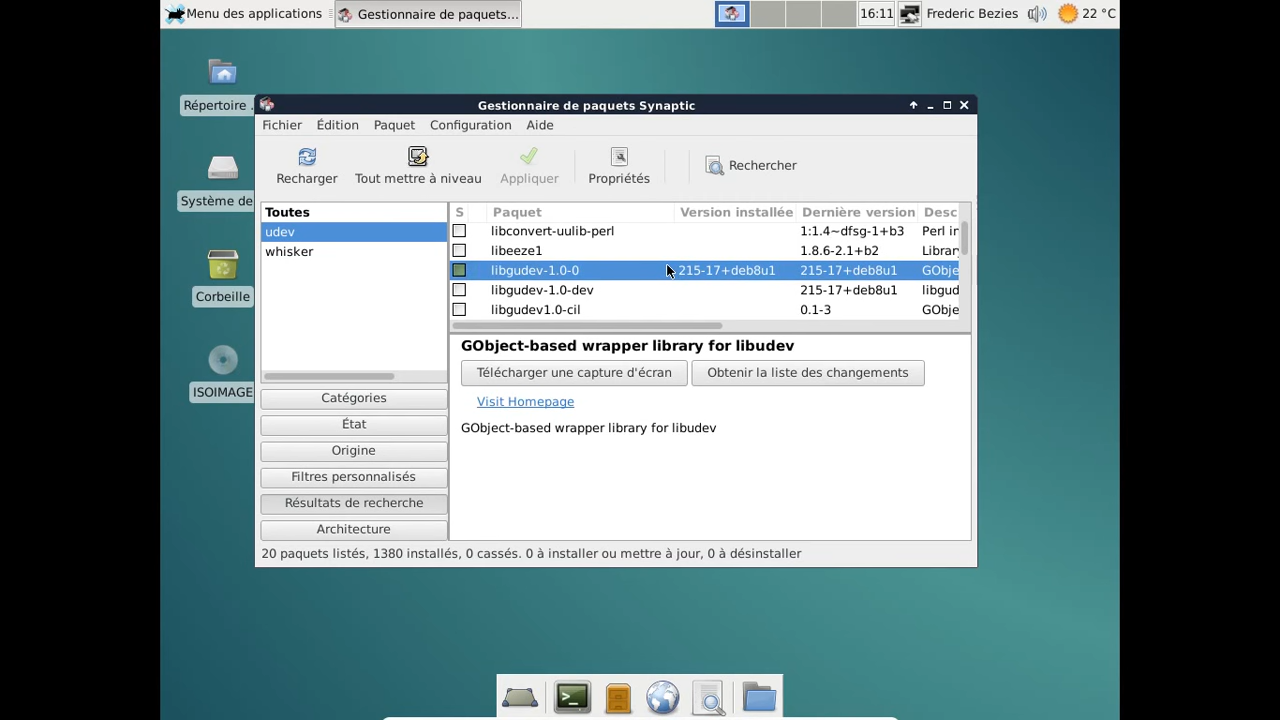 Menu des applications
Gestionnaire de paquets...
16:11
Frederic Bezies
22 °C
Répertoire .
Système de
Corbeille
ISOIMAGE
Gestionnaire de paquets Synaptic
Fichier Édition Paquet Configuration Aide
Recharger Tout mettre à niveau Appliquer Propriétés Rechercher
Toutes
udev
whisker
S Paquet Version installée Dernière version Desc
libconvert-uulib-perl 1:1.4~dfsg-1+b3 Perl in
libeeze1 1.8.6-2.1+b2 Library
libgudev-1.0-0 215-17+deb8u1 215-17+deb8u1 GObje
libgudev-1.0-dev 215-17+deb8u1 libgud
libgudev1.0-cil 0.1-3 GObje
GObject-based wrapper library for libudev
Télécharger une capture d'écran Obtenir la liste des changements
Visit Homepage
GObject-based wrapper library for libudev
Catégories
État
Origine
Filtres personnalisés
Résultats de recherche
Architecture
20 paquets listés, 1380 installés, 0 cassés. 0 à installer ou mettre à jour, 0 à désinstaller